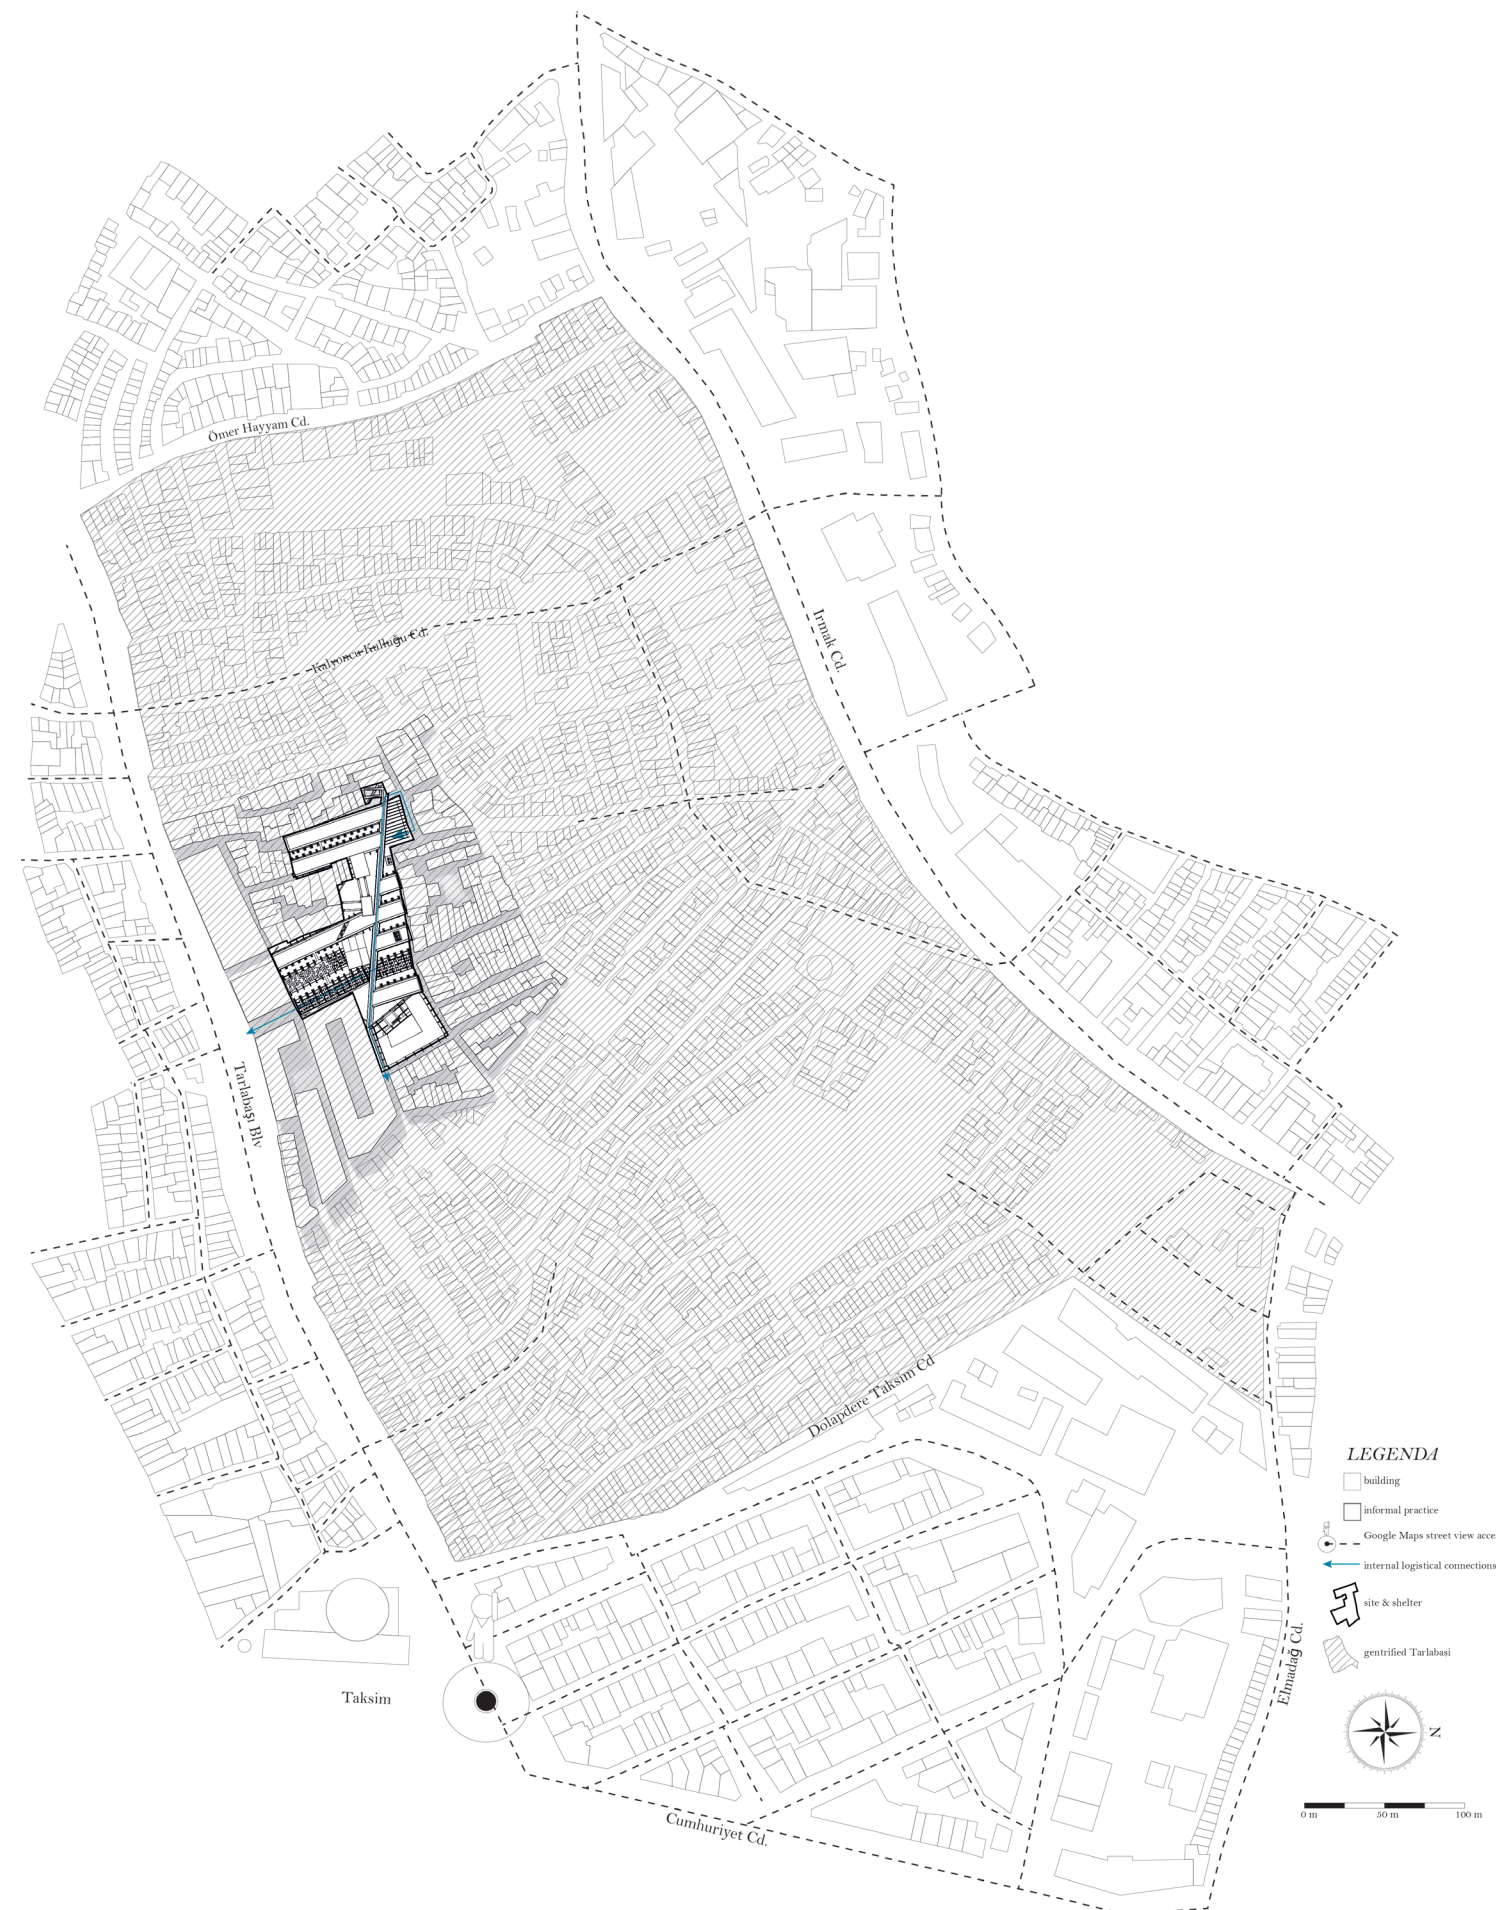 Ömer Hayyam Cd.
Kalyoncu Kulluğu Cd.
Irmak Cd.
Tarlabaşı Blv
Dolapdere Taksim Cd
LEGENDA
building
informal practice
Google Maps street view acce
internal logistical connections
site & shelter
gentrified Tarlabaşi
Elmadağ Cd.
Taksim
N
0 m 50 m 100 m
Cumhuriyet Cd.